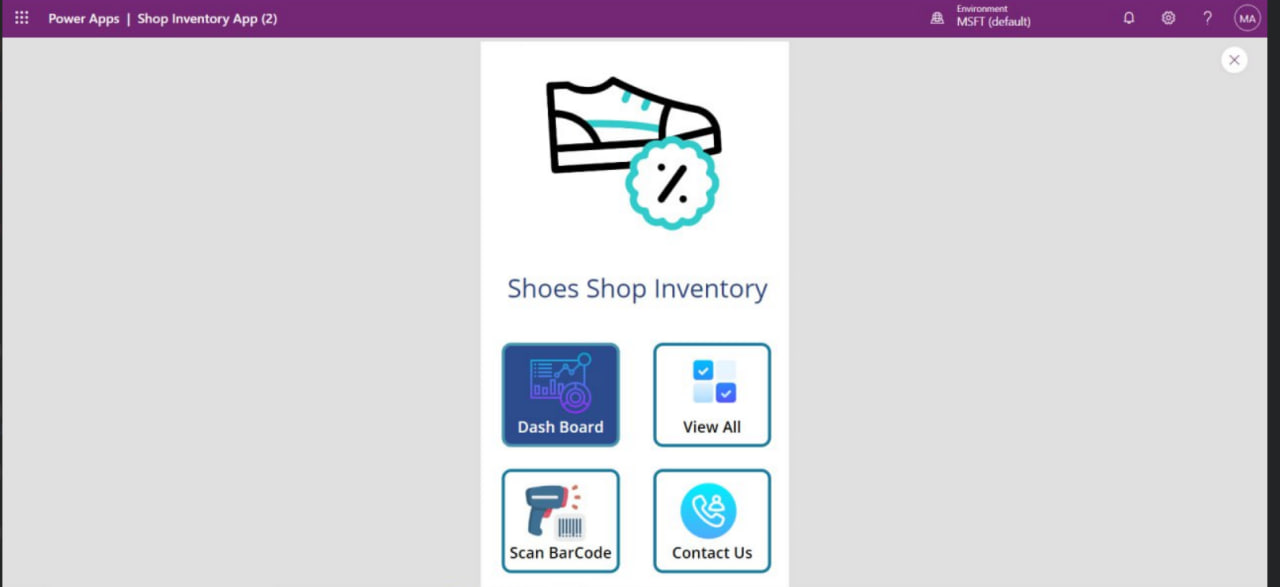 Power Apps | Shop Inventory App (2)
Environment
MSFT (default)
?
MA
%
Shoes Shop Inventory
Dash Board
View All
Scan BarCode
Contact Us